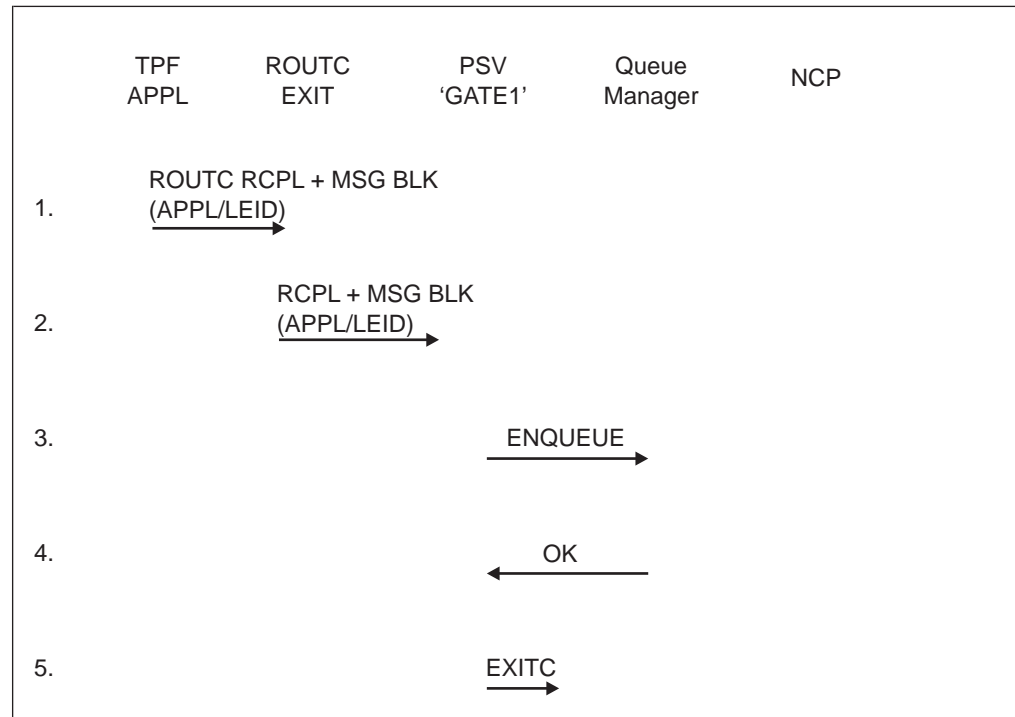 TPF ROUTC PSV Queue NCP
APPL EXIT ‘GATE1’ Manager
ROUTC RCPL + MSG BLK
1. (APPL/LEID)
RCPL + MSG BLK
2. (APPL/LEID)
3. ENQUEUE
4. OK
5. EXITC